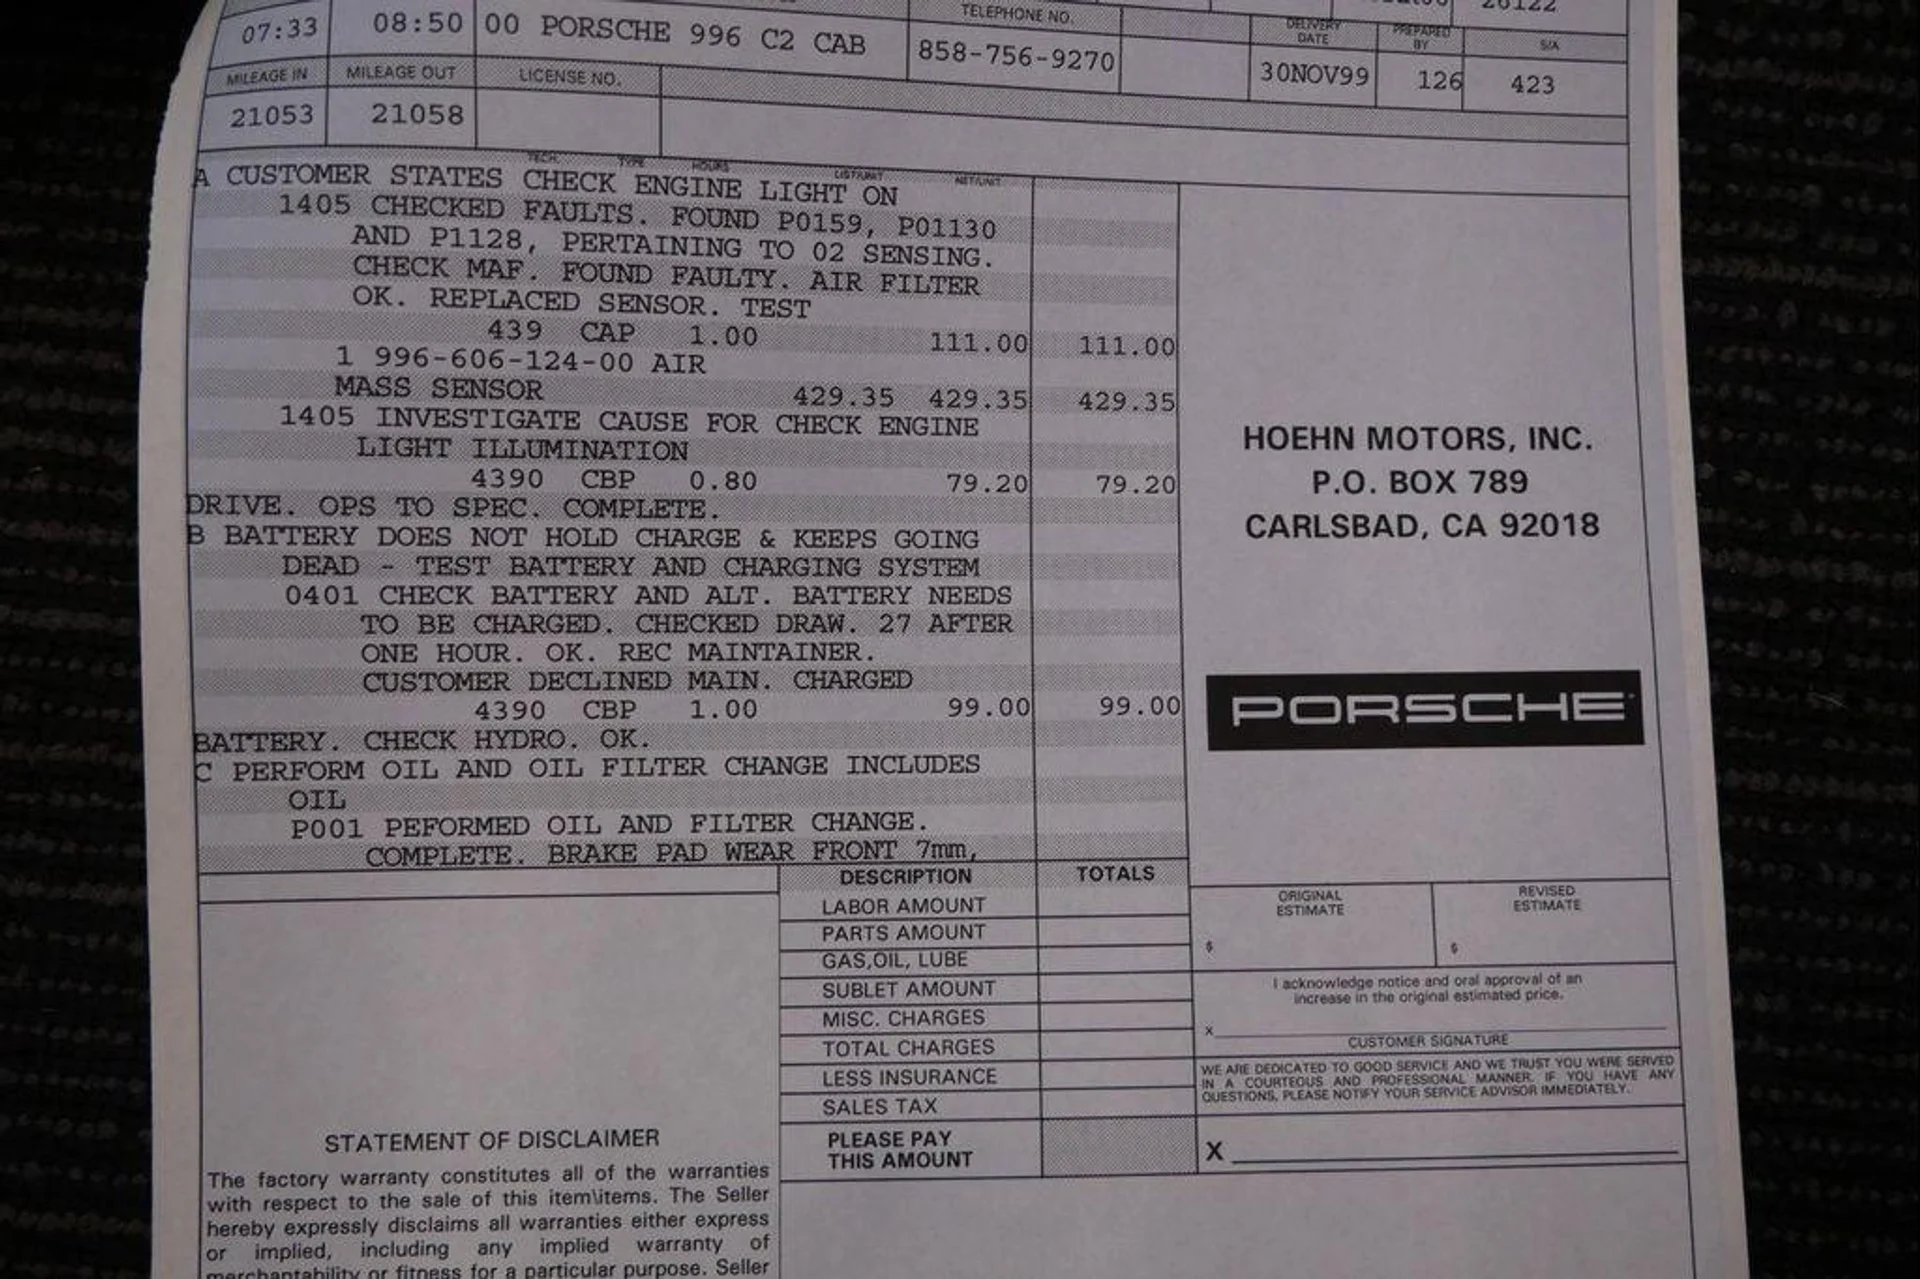 07:33 08:50 00 PORSCHE 996 C2 CAB
TELEPHONE NO.
858-756-9270
DELIVERY
DATE
30NOV99
PREPARED
BY
126
S/A
423
26122
MILEAGE IN MILEAGE OUT LICENSE NO.
21053 21058
TECH. TYPE HOURS LIST/UNIT NET/UNIT
A CUSTOMER STATES CHECK ENGINE LIGHT ON
1405 CHECKED FAULTS. FOUND P0159, P01130
AND P1128, PERTAINING TO 02 SENSING.
CHECK MAF. FOUND FAULTY. AIR FILTER
OK. REPLACED SENSOR. TEST
439 CAP 1.00 111.00 111.00
1 996-606-124-00 AIR
MASS SENSOR 429.35 429.35 429.35
1405 INVESTIGATE CAUSE FOR CHECK ENGINE
LIGHT ILLUMINATION
4390 CBP 0.80 79.20 79.20
DRIVE. OPS TO SPEC. COMPLETE.
B BATTERY DOES NOT HOLD CHARGE & KEEPS GOING
DEAD - TEST BATTERY AND CHARGING SYSTEM
0401 CHECK BATTERY AND ALT. BATTERY NEEDS
TO BE CHARGED. CHECKED DRAW. 27 AFTER
ONE HOUR. OK. REC MAINTAINER.
CUSTOMER DECLINED MAIN. CHARGED
4390 CBP 1.00 99.00 99.00
BATTERY. CHECK HYDRO. OK.
C PERFORM OIL AND OIL FILTER CHANGE INCLUDES
OIL
P001 PEFORMED OIL AND FILTER CHANGE.
COMPLETE. BRAKE PAD WEAR FRONT 7mm,
HOEHN MOTORS, INC.
P.O. BOX 789
CARLSBAD, CA 92018
PORSCHE
DESCRIPTION TOTALS
LABOR AMOUNT
PARTS AMOUNT
GAS,OIL, LUBE
SUBLET AMOUNT
MISC. CHARGES
TOTAL CHARGES
LESS INSURANCE
SALES TAX
PLEASE PAY
THIS AMOUNT
ORIGINAL
ESTIMATE
$
REVISED
ESTIMATE
$
I acknowledge notice and oral approval of an
increase in the original estimated price.
X
CUSTOMER SIGNATURE
WE ARE DEDICATED TO GOOD SERVICE AND WE TRUST YOU WERE SERVED
IN A COURTEOUS AND PROFESSIONAL MANNER. IF YOU HAVE ANY
QUESTIONS, PLEASE NOTIFY YOUR SERVICE ADVISOR IMMEDIATELY.
X
STATEMENT OF DISCLAIMER
The factory warranty constitutes all of the warranties
with respect to the sale of this item\items. The Seller
hereby expressly disclaims all warranties either express
or implied, including any implied warranty of
merchantability or fitness for a particular purpose. Seller